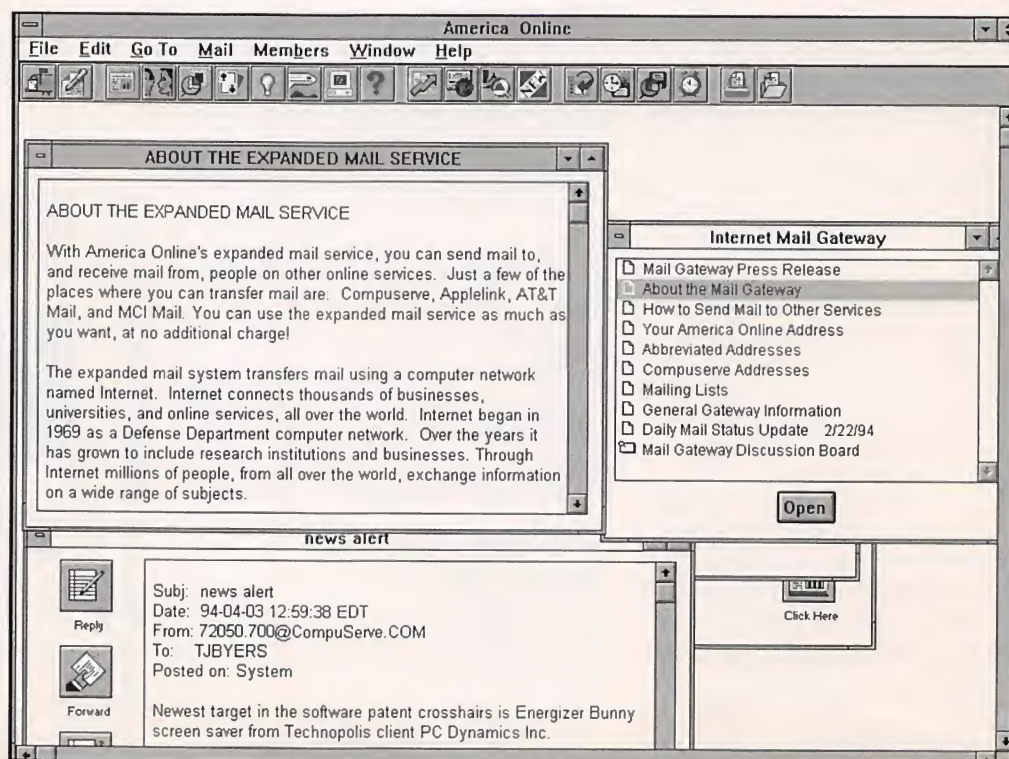 America Online
File Edit Go To Mail Members Window Help
ABOUT THE EXPANDED MAIL SERVICE
ABOUT THE EXPANDED MAIL SERVICE
With America Online's expanded mail service, you can send mail to,
and receive mail from, people on other online services. Just a few of the
places where you can transfer mail are: Compuserve, Applelink, AT&T
Mail, and MCI Mail. You can use the expanded mail service as much as
you want, at no additional charge!
The expanded mail system transfers mail using a computer network
named Internet. Internet connects thousands of businesses,
universities, and online services, all over the world. Internet began in
1969 as a Defense Department computer network. Over the years it
has grown to include research institutions and businesses. Through
Internet millions of people, from all over the world, exchange information
on a wide range of subjects.
Internet Mail Gateway
Mail Gateway Press Release
About the Mail Gateway
How to Send Mail to Other Services
Your America Online Address
Abbreviated Addresses
Compuserve Addresses
Mailing Lists
General Gateway Information
Daily Mail Status Update 2/22/94
Mail Gateway Discussion Board
Open
news alert
Reply
Forward
Subj: news alert
Date: 94-04-03 12:59:38 EDT
From: 72050.700@CompuServe.COM
To: TJBYERS
Posted on: System
Newest target in the software patent crosshairs is Energizer Bunny
screen saver from Technopolis client PC Dynamics Inc.
Click Here